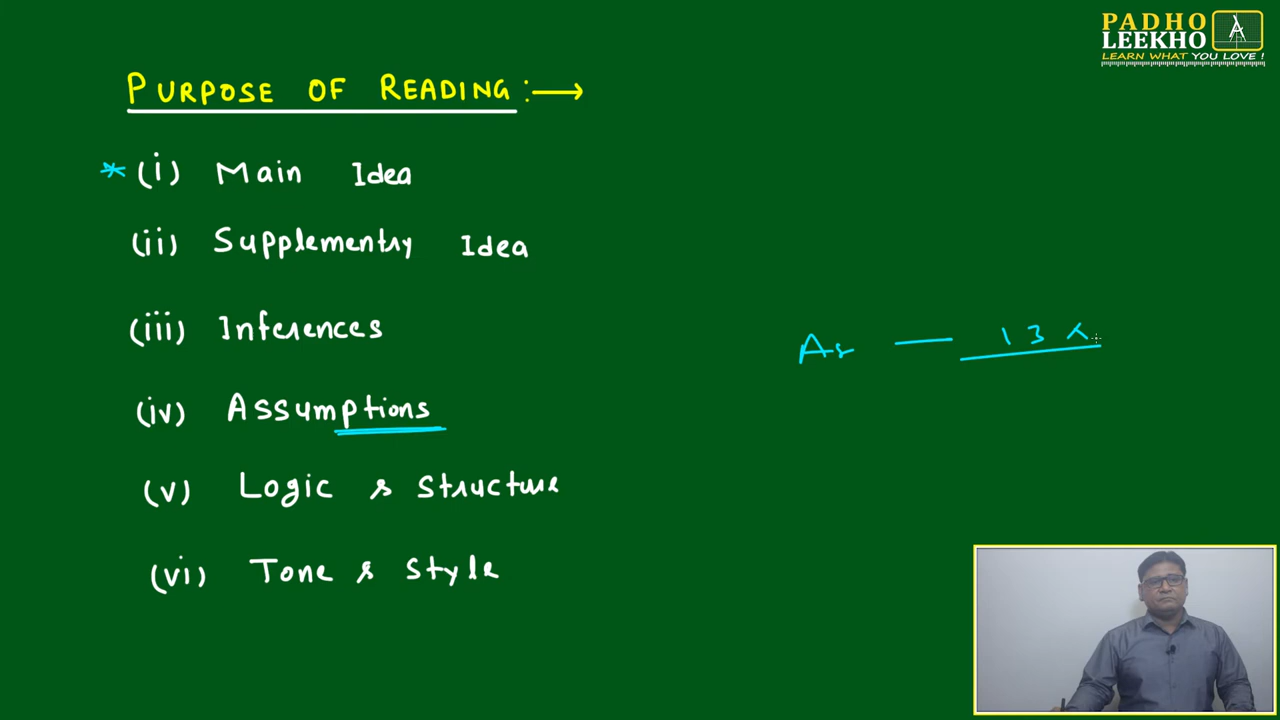 PADHO
LEEKHO
LEARN WHAT YOU LOVE !
PURPOSE OF READING :→
* (i) Main Idea
(ii) Supplementry Idea
(iii) Inferences
(iv) Assumptions
(v) Logic & Structure
(vi) Tone & Style
As — 13